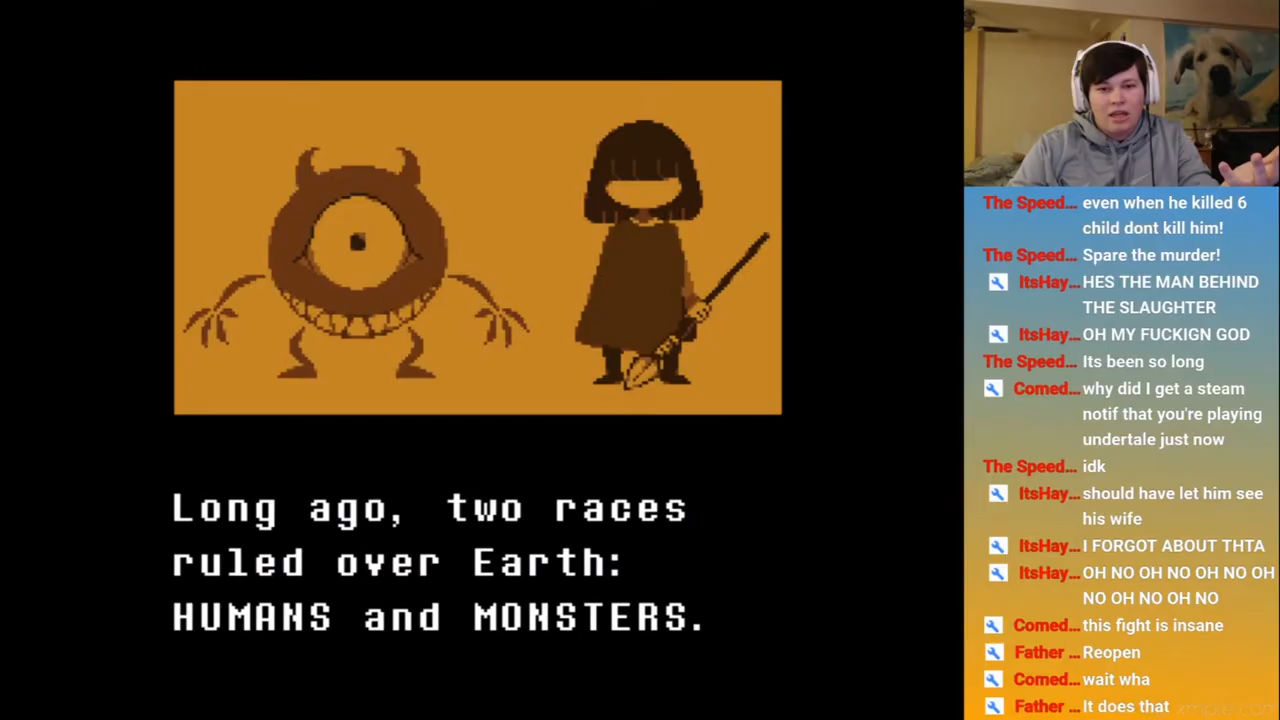 Long ago, two races
ruled over Earth:
HUMANS and MONSTERS.
The Speed... even when he killed 6
child dont kill him!
The Speed... Spare the murder!
ItsHay... HES THE MAN BEHIND
THE SLAUGHTER
ItsHay... OH MY FUCKIGN GOD
The Speed... Its been so long
Comed... why did I get a steam
notif that you're playing
undertale just now
The Speed... idk
ItsHay... should have let him see
his wife
ItsHay... I FORGOT ABOUT THTA
ItsHay... OH NO OH NO OH NO OH
NO OH NO OH NO
Comed... this fight is insane
Father ... Reopen
Comed... wait wha
Father ... It does that